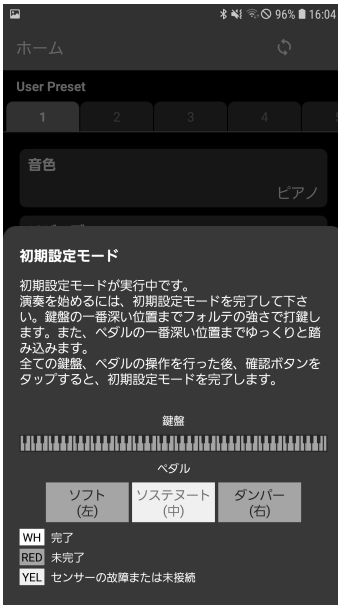 96% 16:04
ホーム
User Preset
1 2 3 4
音色
ピアノ
初期設定モード
初期設定モードが実行中です。
演奏を始めるには、初期設定モードを完了して下さ
い。鍵盤の一番深い位置までフォルテの強さで打鍵し
ます。また、ペダルの一番深い位置までゆっくりと踏
み込みます。
全ての鍵盤、ペダルの操作を行った後、確認ボタンを
タップすると、初期設定モードを完了します。
鍵盤
ペダル
ソフト ソステヌート ダンパー
(左) (中) (右)
WH 完了
RED 未完了
YEL センサーの故障または未接続